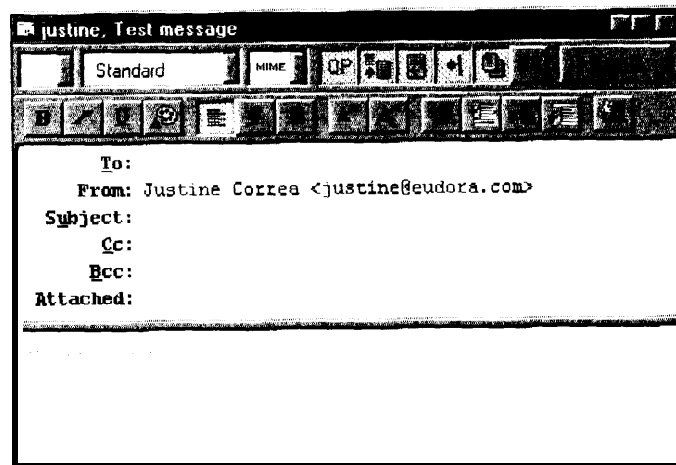 justine, Test message
Standard MIME QP
B U
To:
From: Justine Correa <justine@eudora.com>
Subject:
Cc:
Bcc:
Attached: